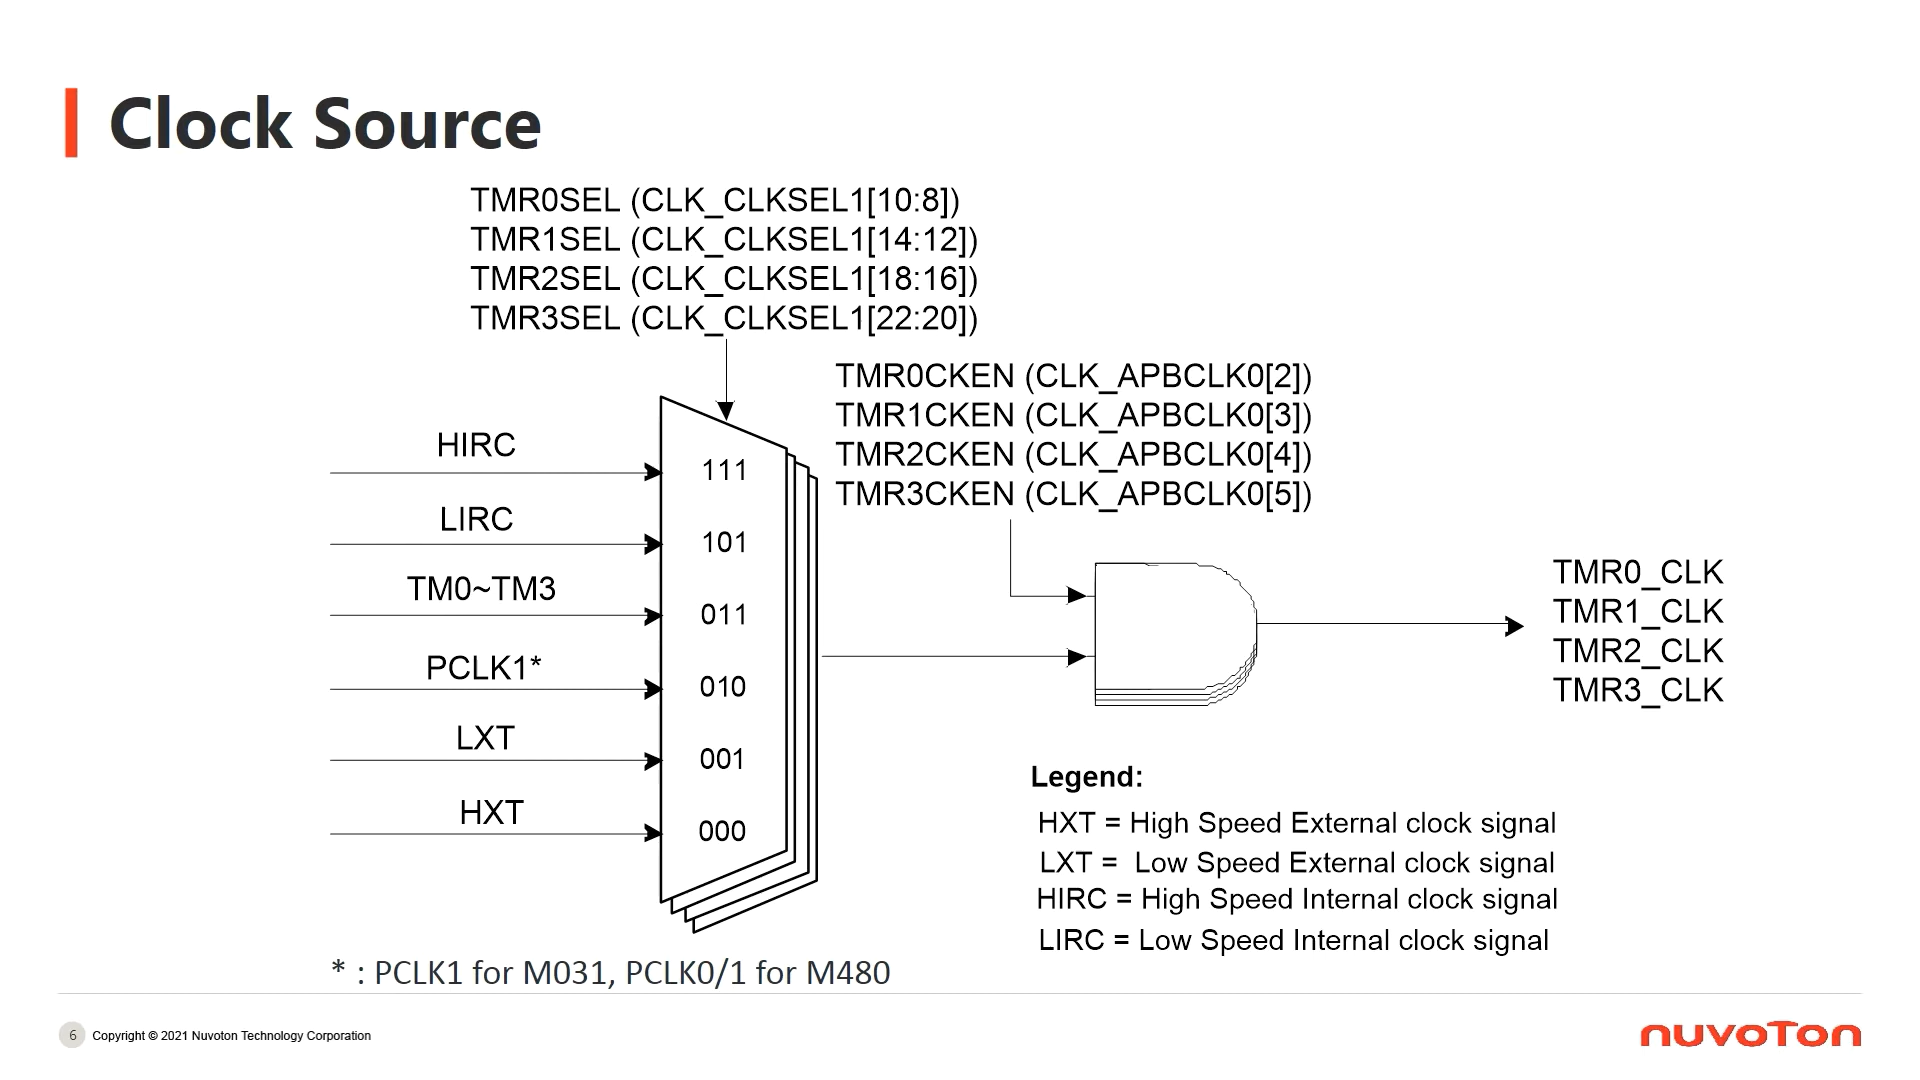 Clock Source
TMR0SEL (CLK_CLKSEL1[10:8])
TMR1SEL (CLK_CLKSEL1[14:12])
TMR2SEL (CLK_CLKSEL1[18:16])
TMR3SEL (CLK_CLKSEL1[22:20])
TMR0CKEN (CLK_APBCLK0[2])
TMR1CKEN (CLK_APBCLK0[3])
TMR2CKEN (CLK_APBCLK0[4])
TMR3CKEN (CLK_APBCLK0[5])
HIRC
111
LIRC
101
TM0~TM3
011
PCLK1*
010
LXT
001
HXT
000
TMR0_CLK
TMR1_CLK
TMR2_CLK
TMR3_CLK
Legend:
HXT = High Speed External clock signal
LXT = Low Speed External clock signal
HIRC = High Speed Internal clock signal
LIRC = Low Speed Internal clock signal
* : PCLK1 for M031, PCLK0/1 for M480
6 Copyright © 2021 Nuvoton Technology Corporation
nuvoTon